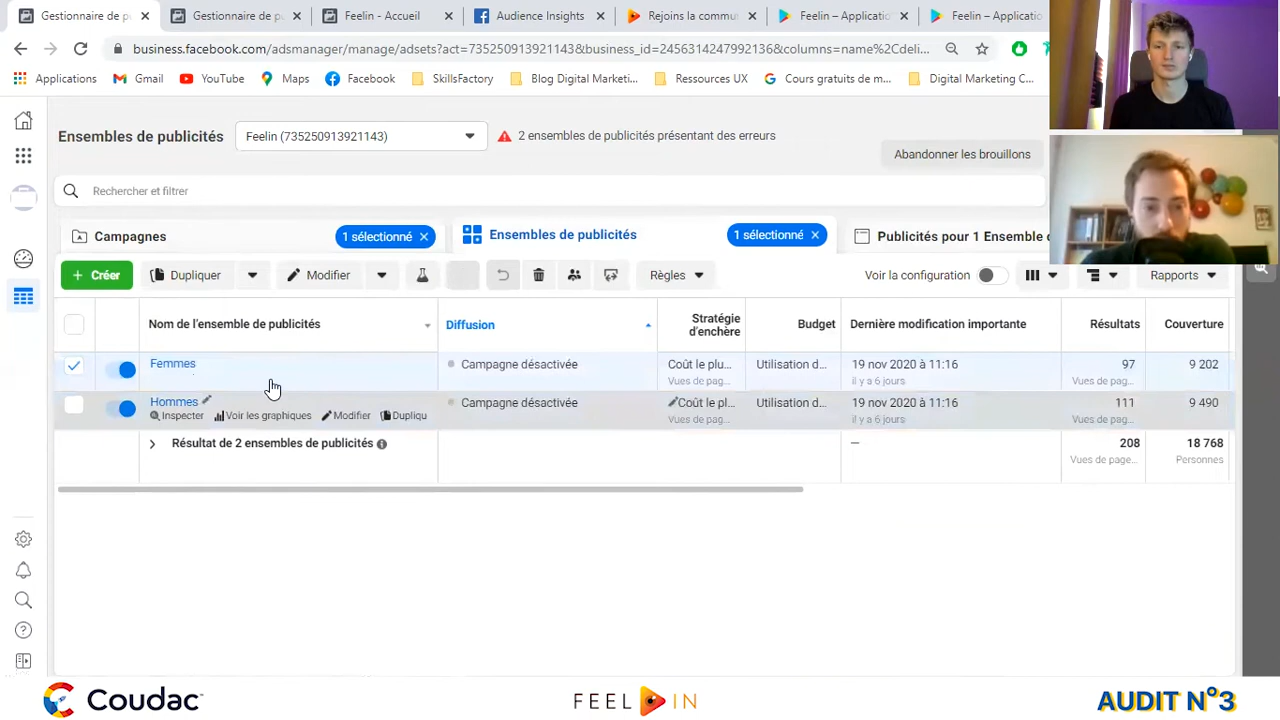 Gestionnaire de pu
Gestionnaire de pu
Feelin - Accueil
Audience Insights
Rejoins la commu
Feelin – Applicatio
Feelin – Applicatio
business.facebook.com/adsmanager/manage/adsets?act=735250913921143&business_id=2456314247992136&columns=name%2Cdeli...
Applications
Gmail
YouTube
Maps
Facebook
SkillsFactory
Blog Digital Marketi...
Ressources UX
Cours gratuits de m...
Digital Marketing C...
Ensembles de publicités
Feelin (735250913921143)
2 ensembles de publicités présentant des erreurs
Abandonner les brouillons
Rechercher et filtrer
Campagnes
1 sélectionné
Ensembles de publicités
1 sélectionné
Publicités pour 1 Ensemble d
+ Créer
Dupliquer
Modifier
Règles
Voir la configuration
Rapports
Nom de l'ensemble de publicités
Diffusion
Stratégie d'enchère
Budget
Dernière modification importante
Résultats
Couverture
Femmes
Campagne désactivée
Coût le plu...
Utilisation d...
19 nov 2020 à 11:16
97
9 202
Vues de pag...
il y a 6 jours
Vues de pag...
Hommes
Campagne désactivée
Coût le pl...
Utilisation d...
19 nov 2020 à 11:16
111
9 490
Inspecter
Voir les graphiques
Modifier
Dupliqu
Vues de pag...
il y a 6 jours
Vues de pag...
Résultat de 2 ensembles de publicités
—
208
18 768
Vues de page...
Personnes
Coudac
FEEL IN
AUDIT N°3